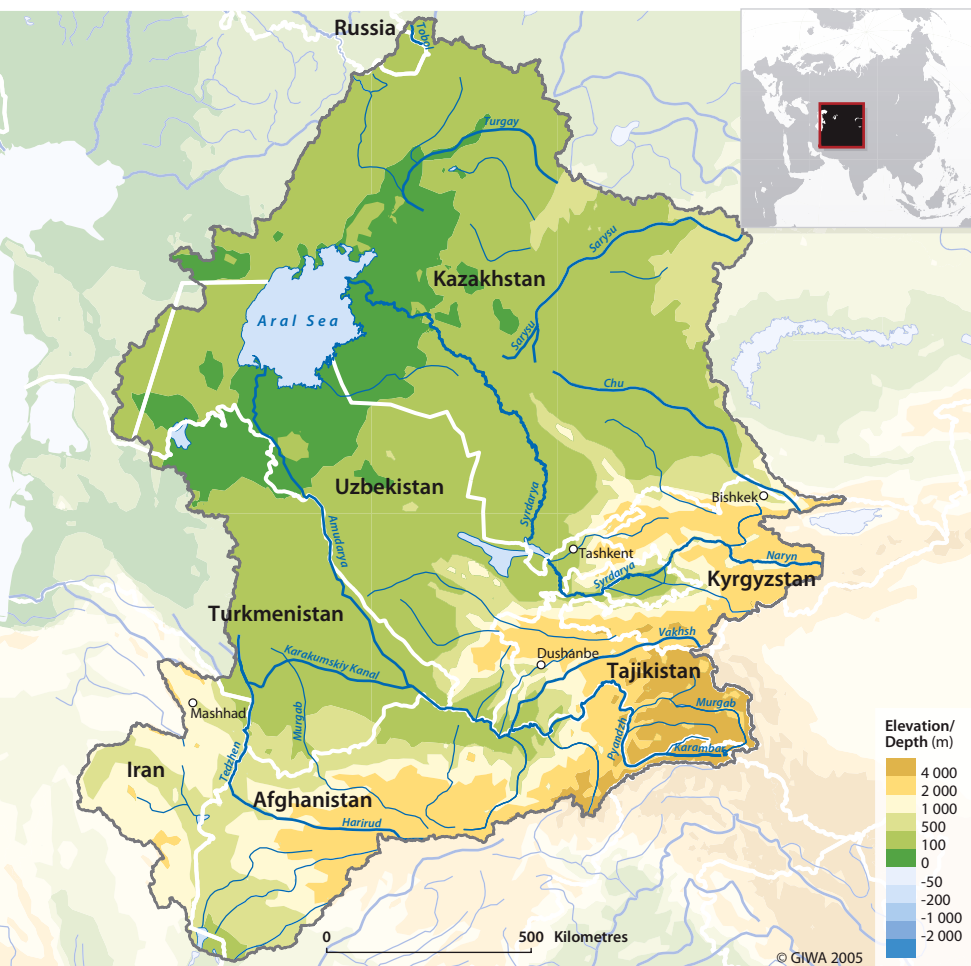 Russia
Tobol
Turgay
Sarysu
Kazakhstan
Aral Sea
Sarysu
Chu
Uzbekistan
Syrdarya
Bishkek
Amudarya
Tashkent
Naryn
Syrdarya
Kyrgyzstan
Turkmenistan
Vakhsh
Dushanbe
Karakumskiy Kanal
Tajikistan
Mashhad
Murgab
Murgab
Pyandzh
Karambar
Tedzhen
Iran
Afghanistan
Harirud
Elevation/
Depth (m)
4 000
2 000
1 000
500
100
0
-50
-200
-1 000
-2 000
0 500 Kilometres
© GIWA 2005